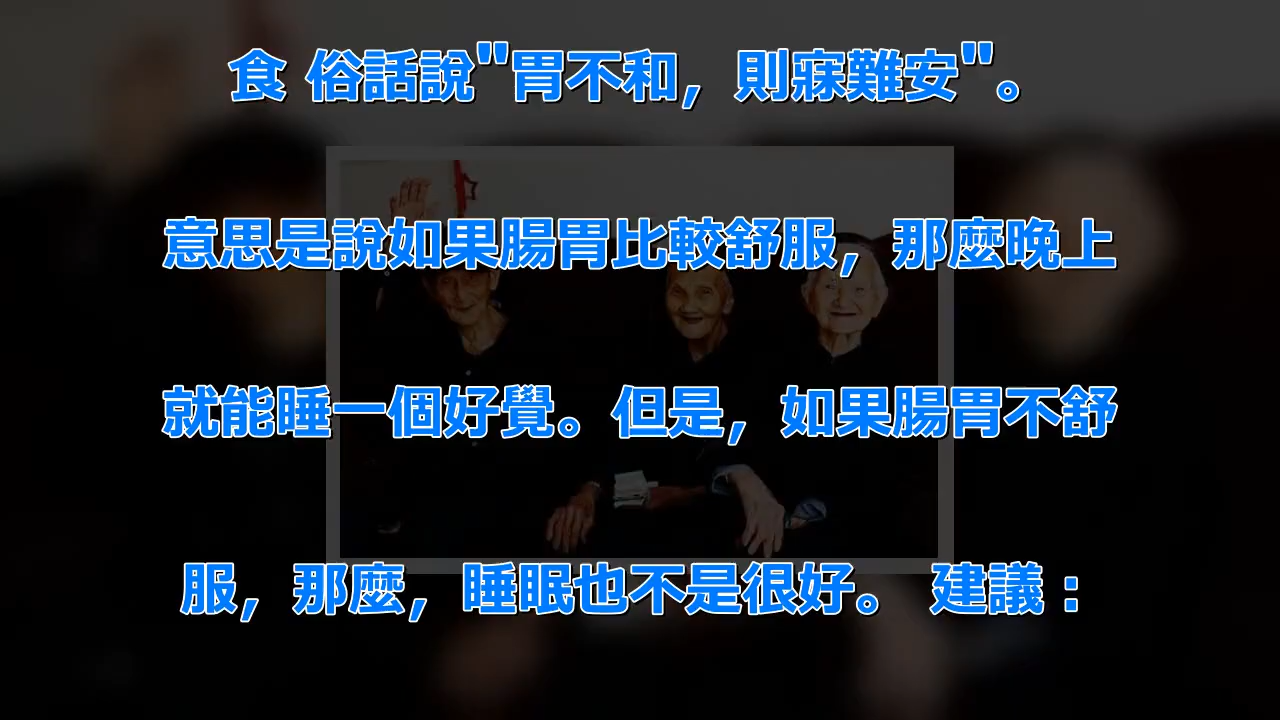 食 俗話說"胃不和，則寐難安"。
意思是說如果腸胃比較舒服，那麼晚上
就能睡一個好覺。但是，如果腸胃不舒
服，那麼，睡眠也不是很好。 建議：